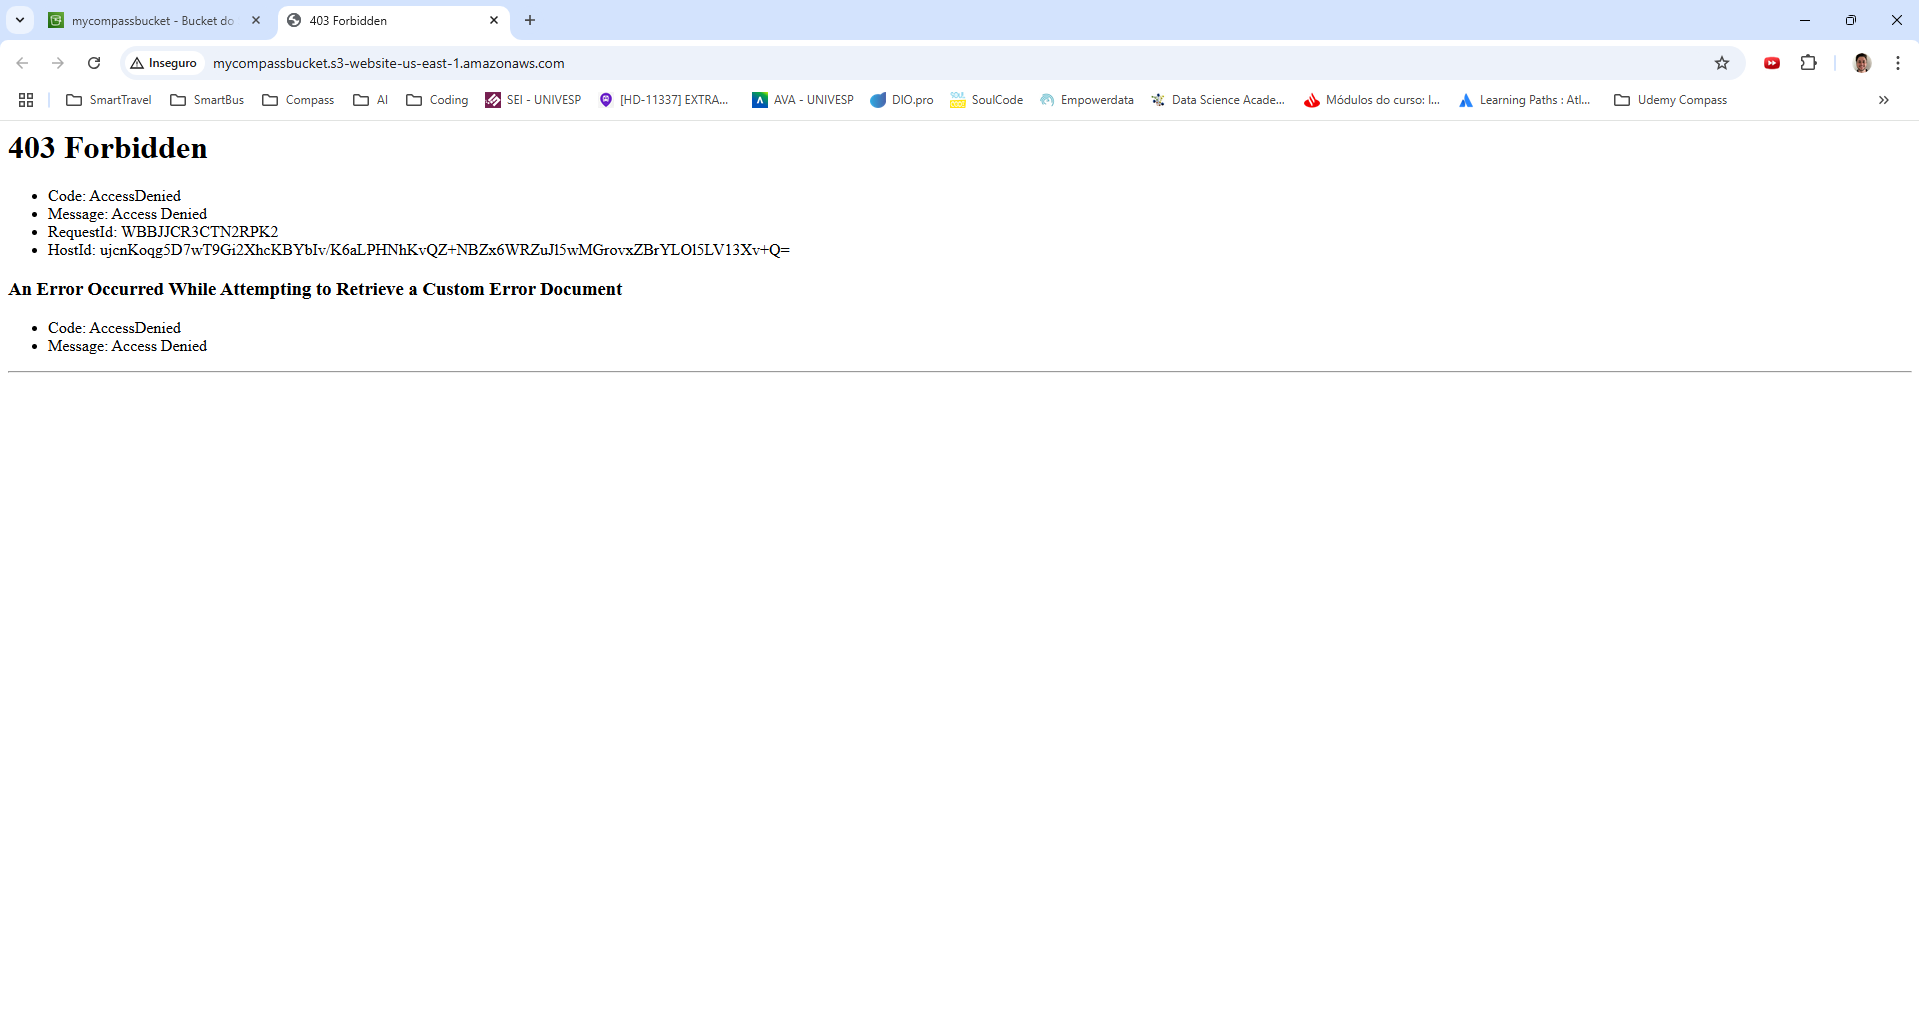 mycompassbucket - Bucket do
403 Forbidden
Inseguro
mycompassbucket.s3-website-us-east-1.amazonaws.com
SmartTravel
SmartBus
Compass
AI
Coding
SEI - UNIVESP
[HD-11337] EXTRA...
AVA - UNIVESP
DIO.pro
SoulCode
Empowerdata
Data Science Acade...
Módulos do curso: I...
Learning Paths : Atl...
Udemy Compass
403 Forbidden
• Code: AccessDenied
• Message: Access Denied
• RequestId: WBBJJCR3CTN2RPK2
• HostId: ujcnKoqg5D7wT9Gi2XhcKBYbIv/K6aLPHNhKvQZ+NBZx6WRZuJl5wMGrovxZBrYLOl5LV13Xv+Q=
An Error Occurred While Attempting to Retrieve a Custom Error Document
• Code: AccessDenied
• Message: Access Denied